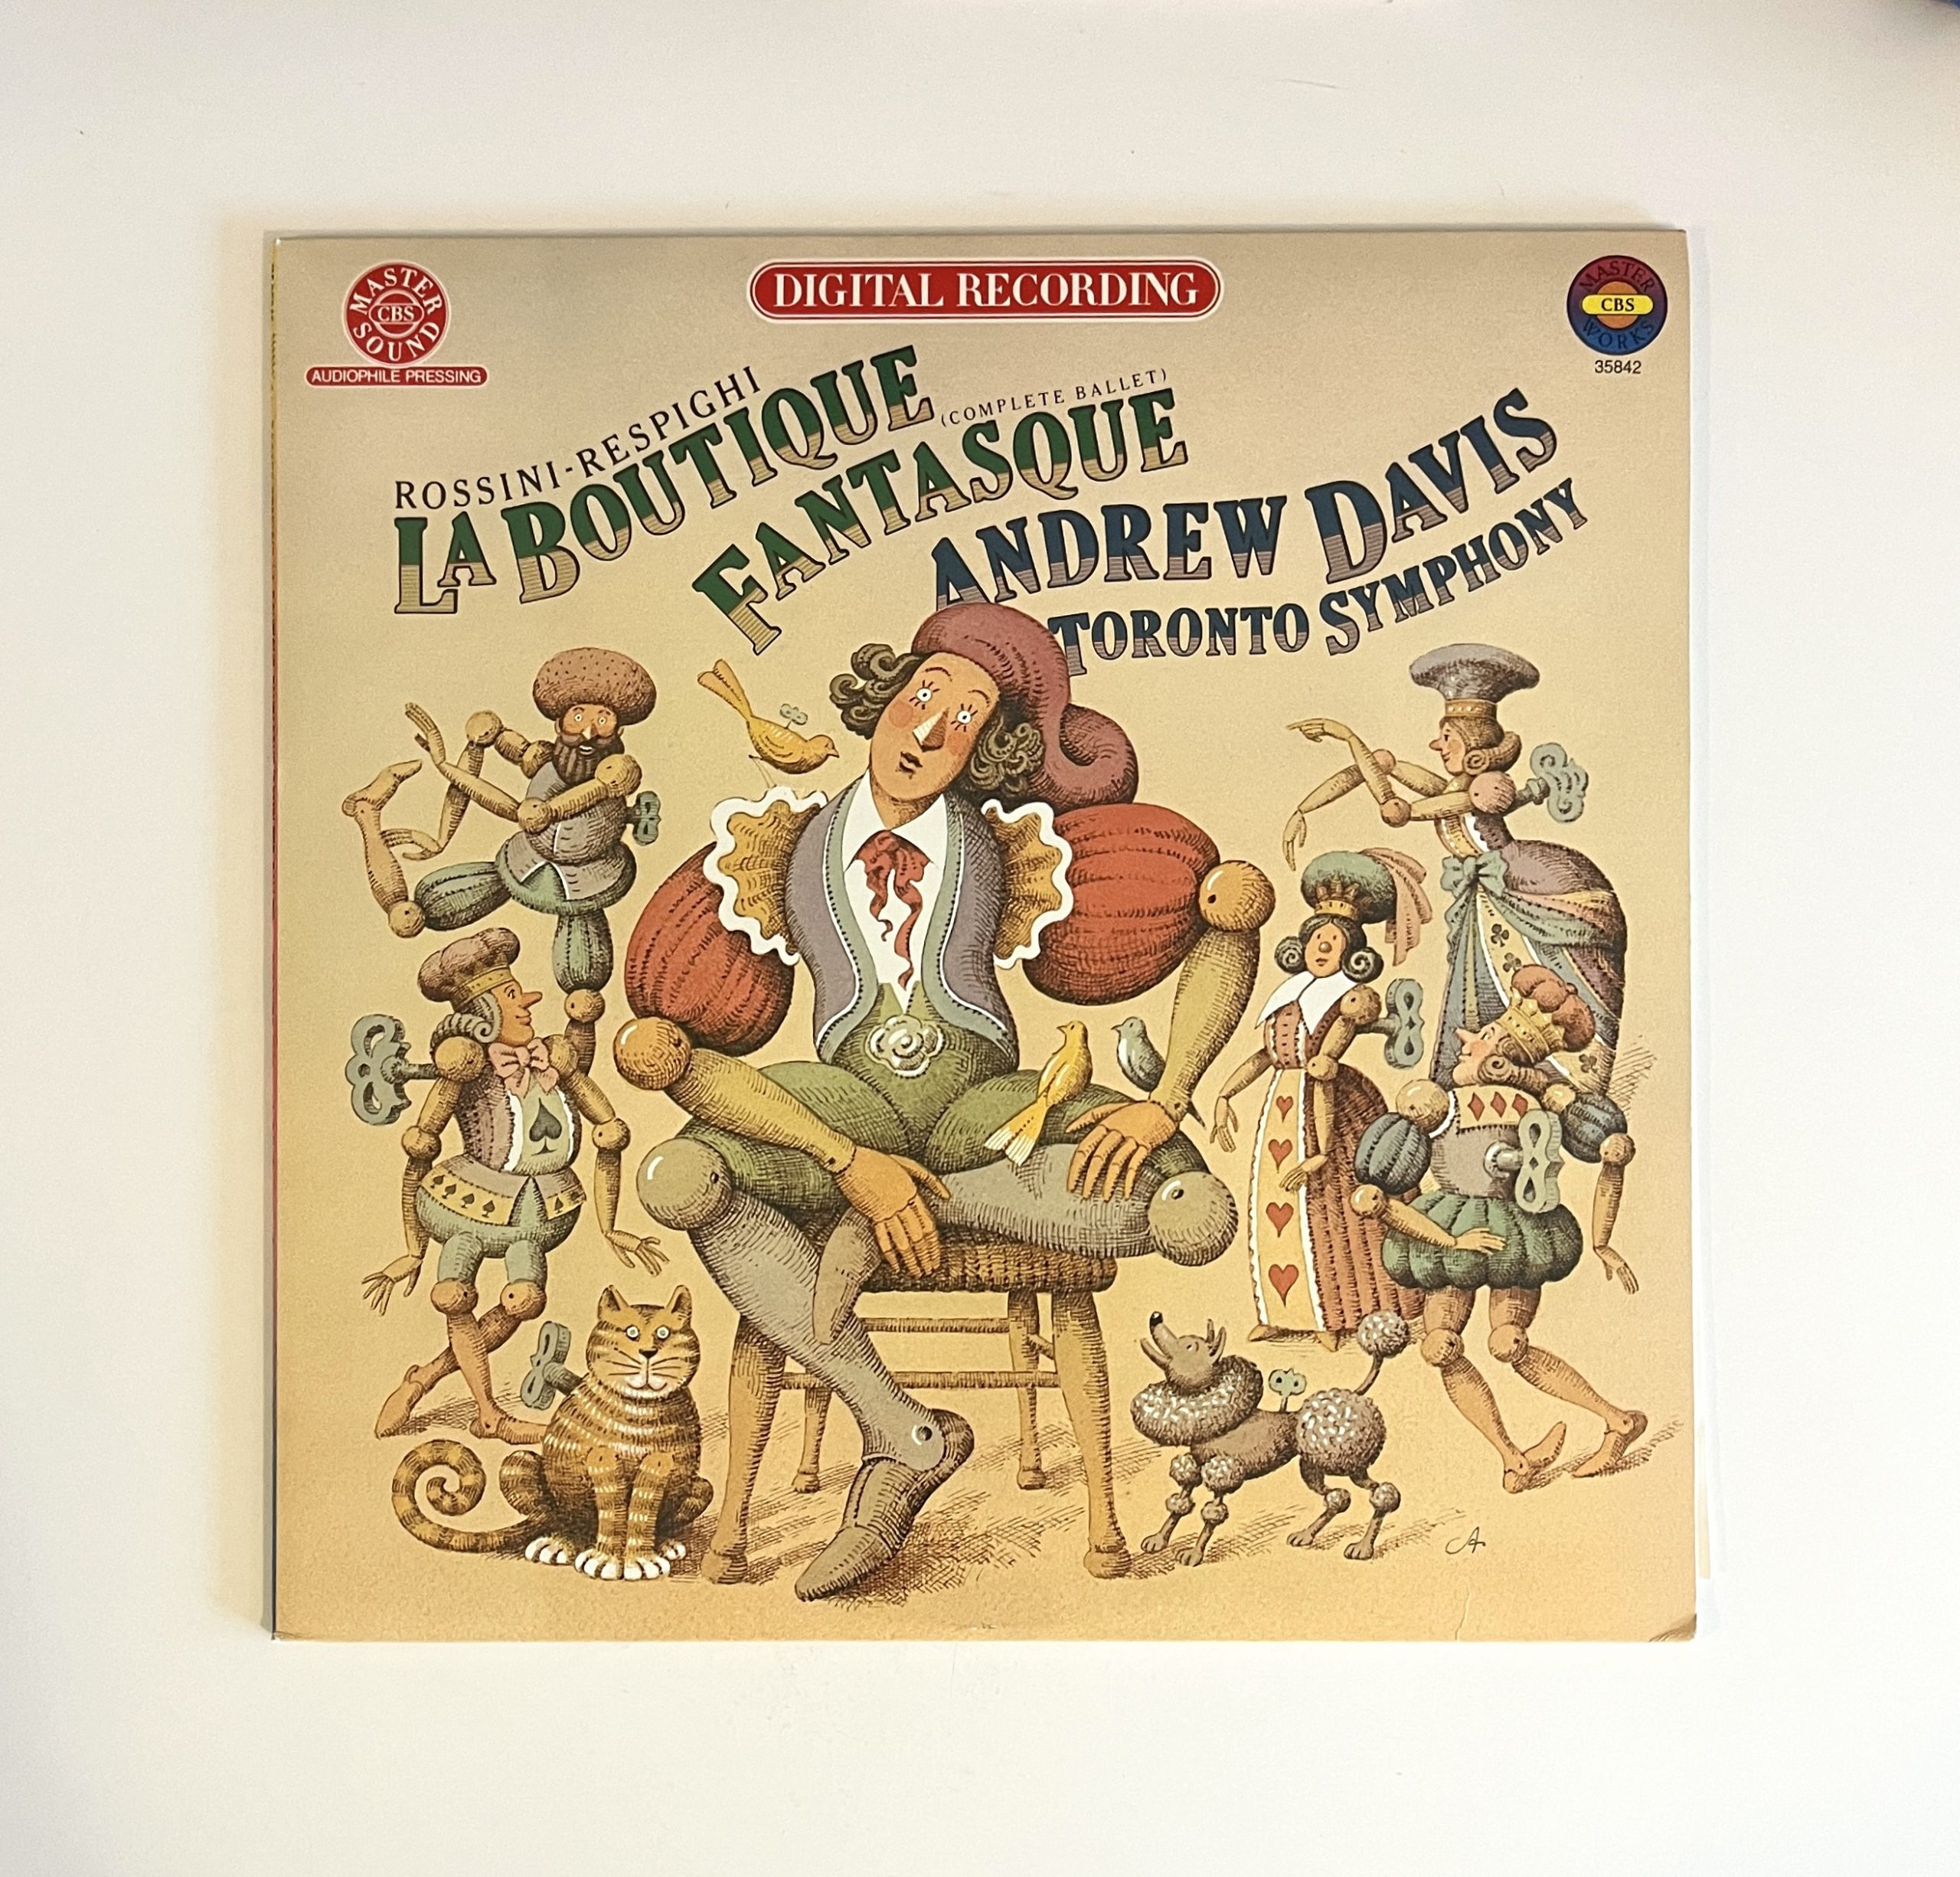 DIGITAL RECORDING
MASTER
CBS
SOUND
AUDIOPHILE PRESSING
MASTER
CBS
WORKS
35842
ROSSINI-RESPIGHI
LA BOUTIQUE
(COMPLETE BALLET)
FANTASQUE
ANDREW DAVIS
TORONTO SYMPHONY